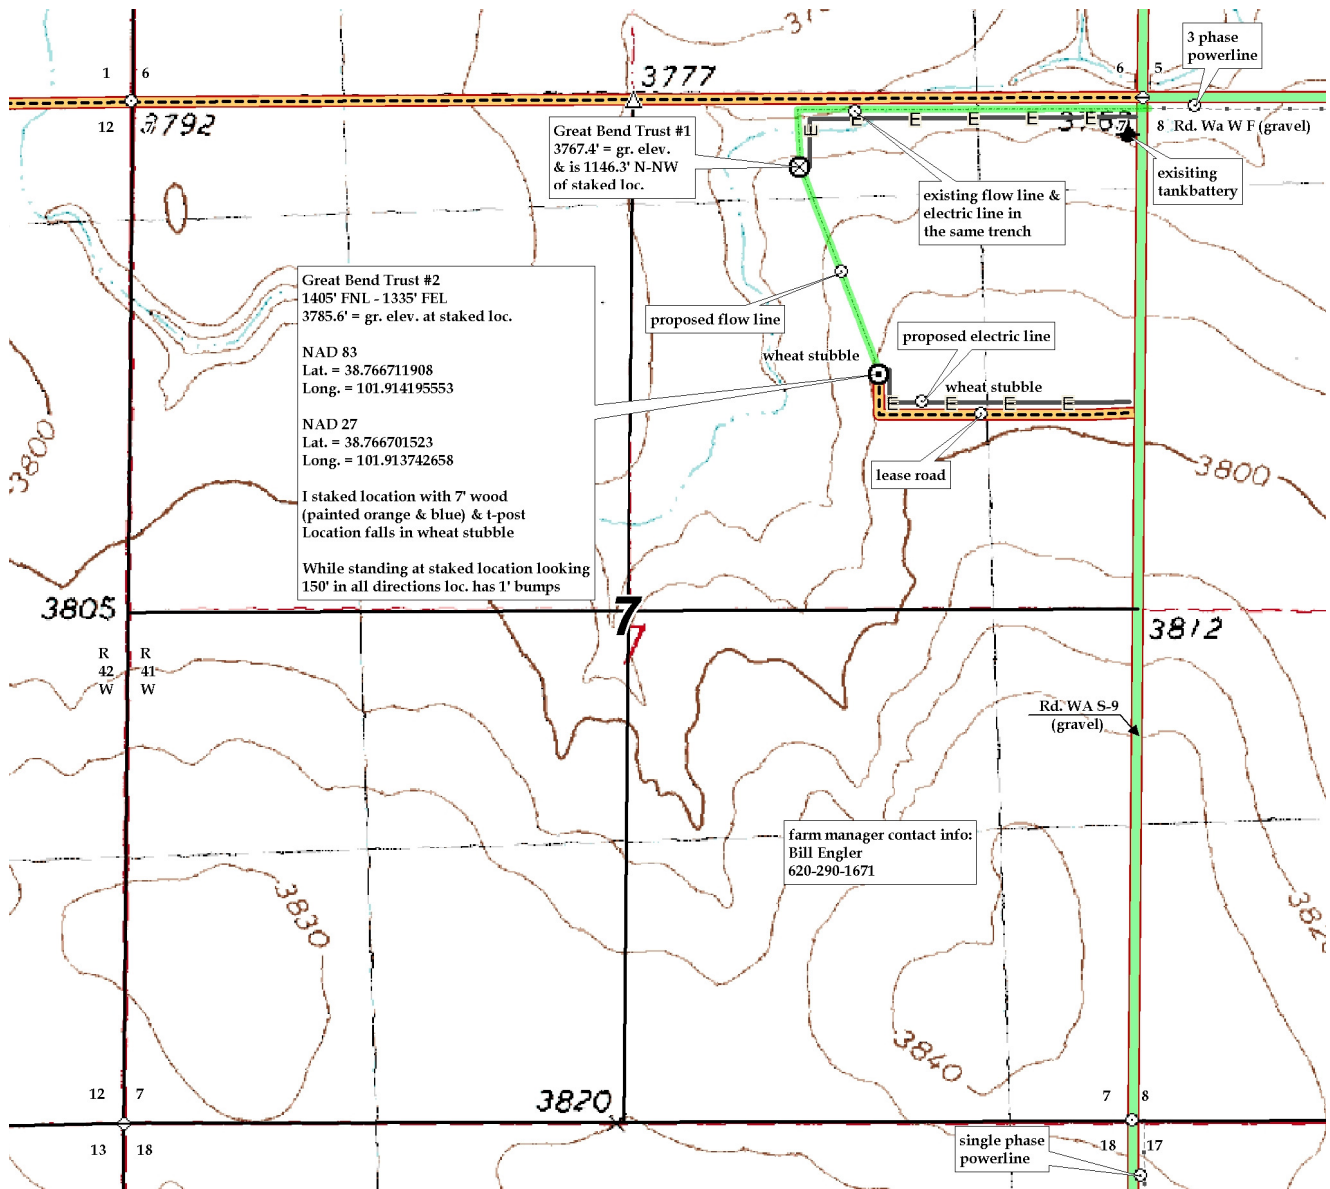 3 phase
powerline
1
6
3777
6
5
12
3792
7
8
Rd. Wa W F (gravel)
Great Bend Trust #1
3767.4' = gr. elev.
& is 1146.3' N-NW
of staked loc.
E
E
E
E
E
E
exisiting
tankbattery
existing flow line &
electric line in
the same trench
Great Bend Trust #2
1405' FNL - 1335' FEL
3785.6' = gr. elev. at staked loc.
NAD 83
Lat. = 38.766711908
Long. = 101.914195553
NAD 27
Lat. = 38.766701523
Long. = 101.913742658
I staked location with 7' wood
(painted orange & blue) & t-post
Location falls in wheat stubble
While standing at staked location looking
150' in all directions loc. has 1' bumps
proposed flow line
proposed electric line
wheat stubble
wheat stubble
E
E
E
E
lease road
3800
3800
3805
7
7
3812
R
42
W
R
41
W
Rd. WA S-9
(gravel)
farm manager contact info:
Bill Engler
620-290-1671
3830
3840
12
7
3820
7
8
13
18
single phase
powerline
18
17